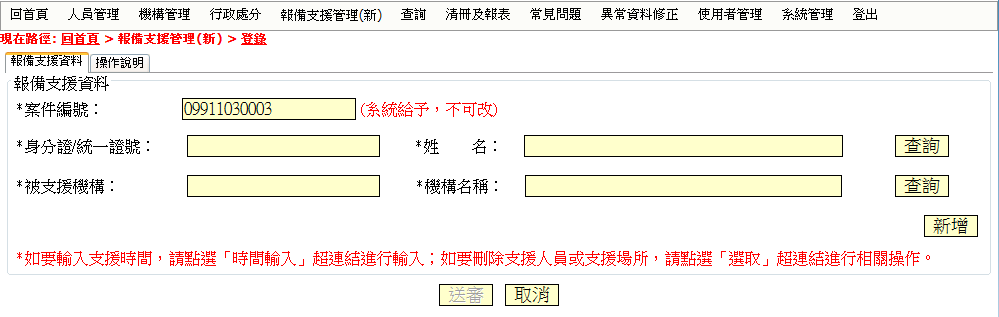 回首頁 人員管理 機構管理 行政處分 報備支援管理(新) 查詢 清冊及報表 常見問題 異常資料修正 使用者管理 系統管理 登出
現在路徑: 回首頁 > 報備支援管理(新) > 登錄
報備支援資料 操作說明
報備支援資料
*案件編號： 09911030003 (系統給予，不可改)
*身分證/統一證號： *姓 名： 查詢
*被支援機構： *機構名稱： 查詢
新增
*如要輸入支援時間，請點選「時間輸入」超連結進行輸入；如要刪除支援人員或支援場所，請點選「選取」超連結進行相關操作。
送審 取消